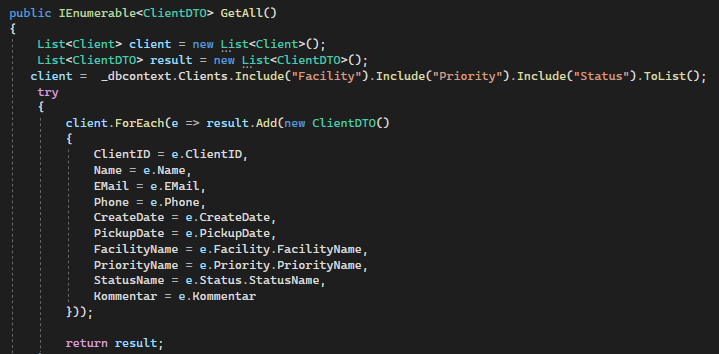 public IEnumerable<ClientDTO> GetAll()
{
List<Client> client = new List<Client>();
List<ClientDTO> result = new List<ClientDTO>();
client = _dbcontext.Clients.Include("Facility").Include("Priority").Include("Status").ToList();
try
{
client.ForEach(e => result.Add(new ClientDTO()
{
ClientID = e.ClientID,
Name = e.Name,
EMail = e.EMail,
Phone = e.Phone,
CreateDate = e.CreateDate,
PickupDate = e.PickupDate,
FacilityName = e.Facility.FacilityName,
PriorityName = e.Priority.PriorityName,
StatusName = e.Status.StatusName,
Kommentar = e.Kommentar
}));
return result;